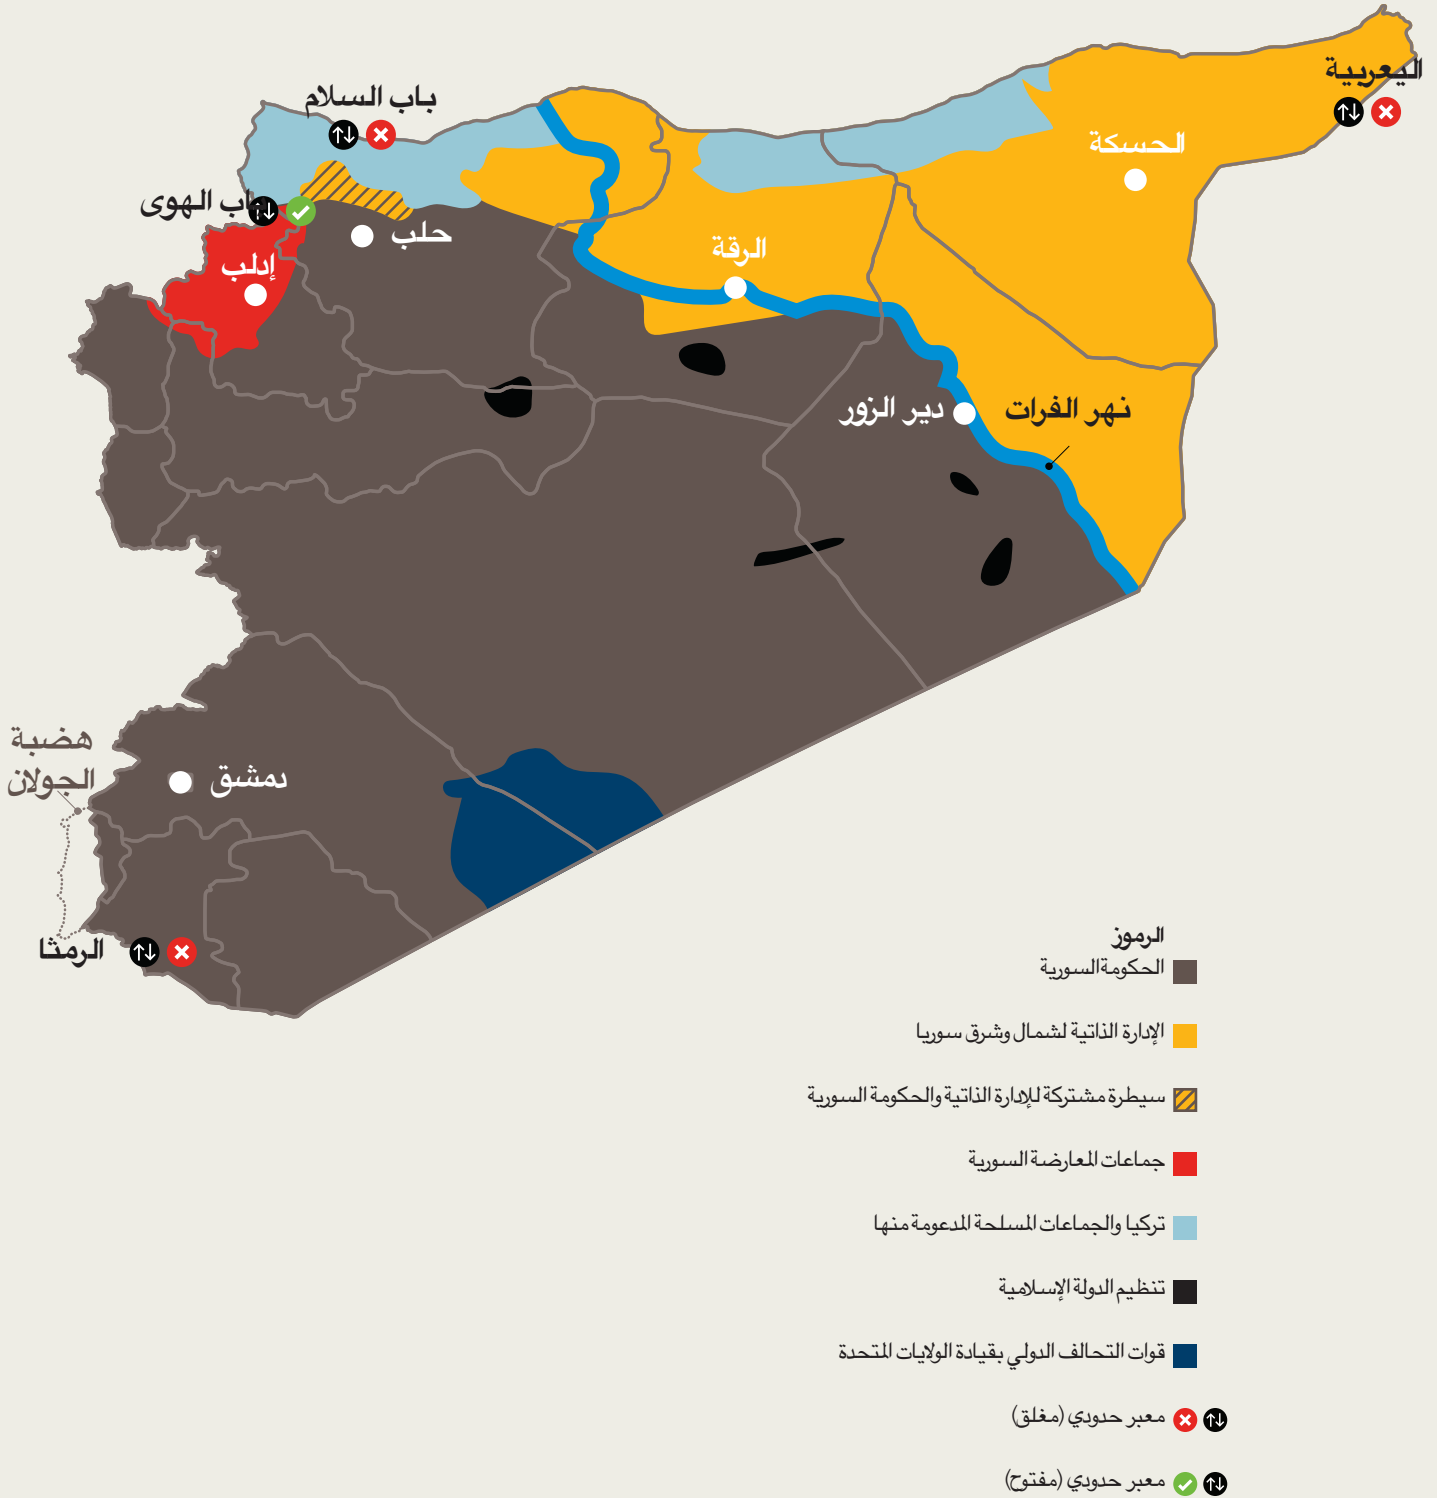 اليعربية
باب السلام
الحسكة
باب الهوى
حلب
الرقة
إدلب
نهر الفرات
دير الزور
هضبة
الجولان
دمشق
الرمثا
الرموز
الحكومةالسورية
الإدارة الذاتية لشمال وشرق سوريا
سيطرة مشتركة للإدارة الذاتية والحكومة السورية
جماعات المعارضة السورية
تركيا والجماعات المسلحة المدعومة منها
تنظيم الدولة الإسلامية
قوات التحالف الدولي بقيادة الولايات المتحدة
معبر حدودي (مغلق)
معبر حدودي (مفتوح)